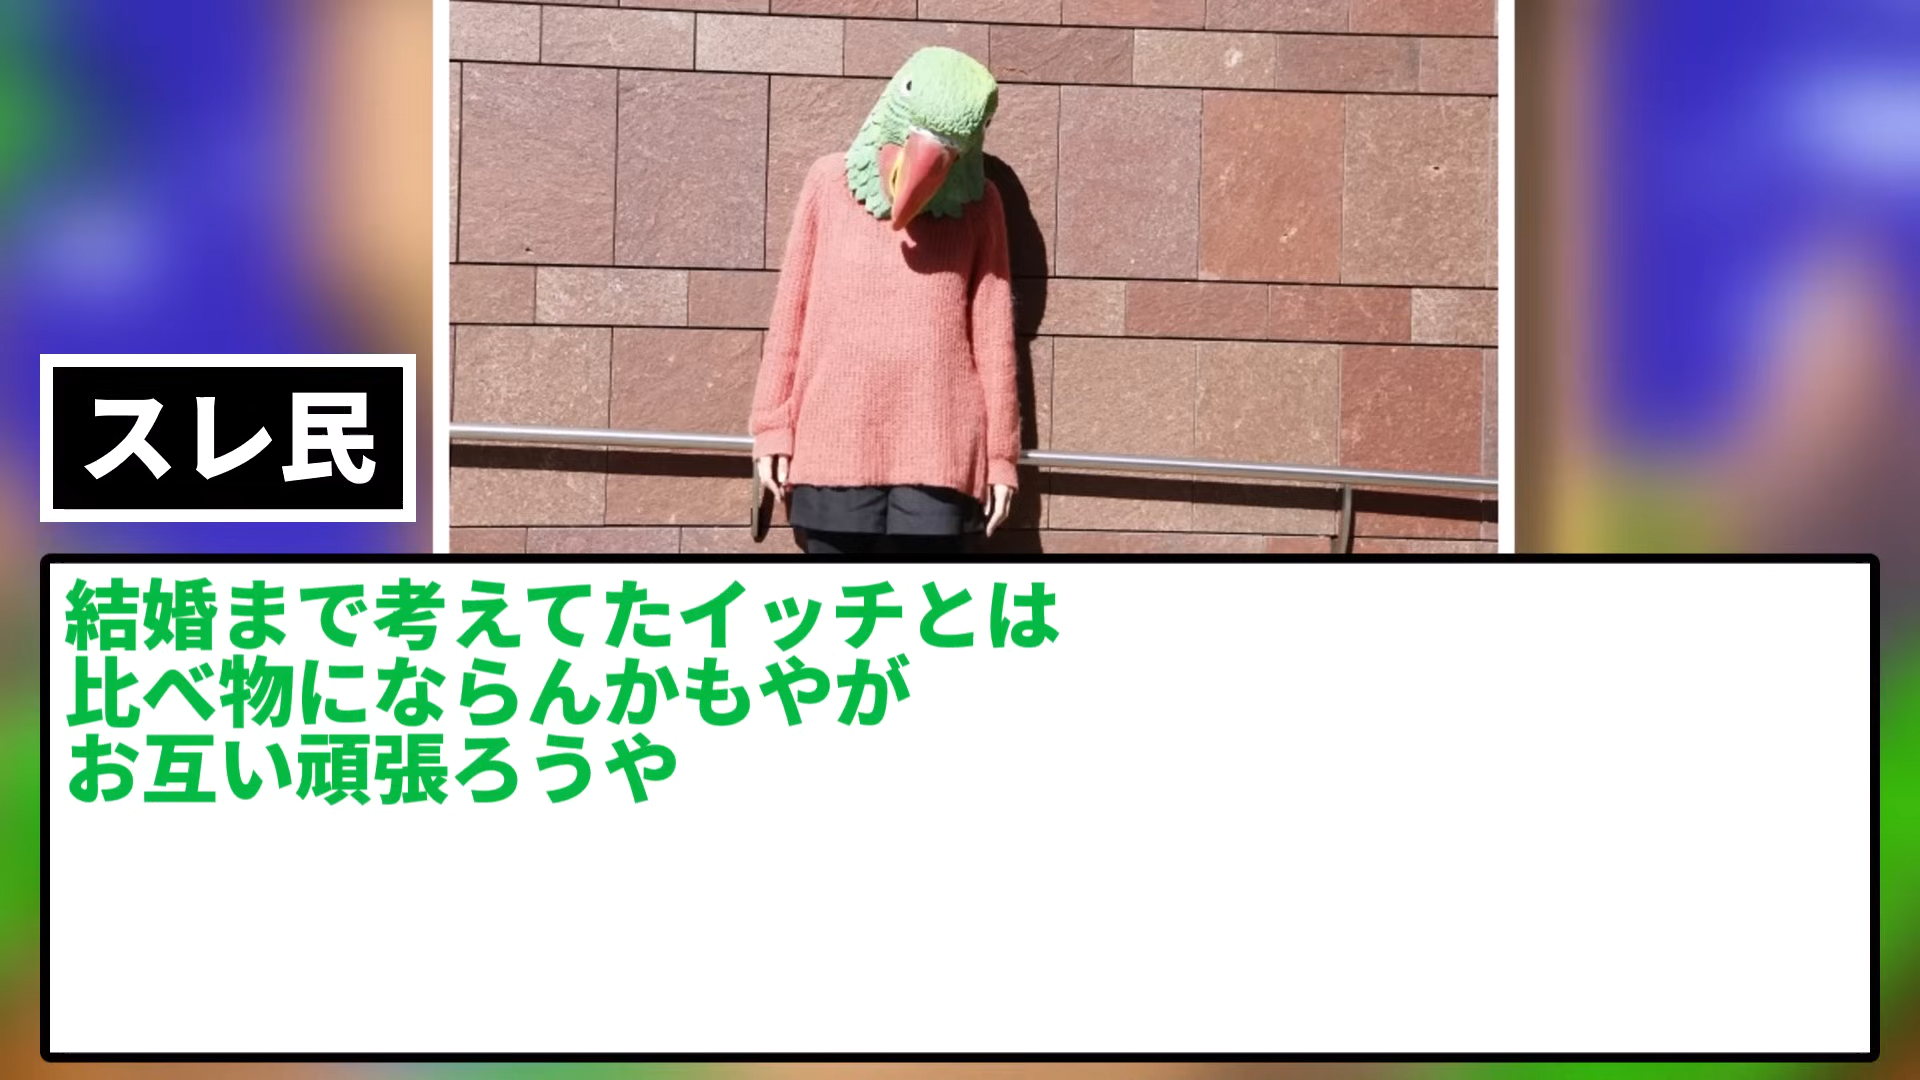 スレ民
結婚まで考えてたイッチとは
比べ物にならんかもやが
お互い頑張ろうや